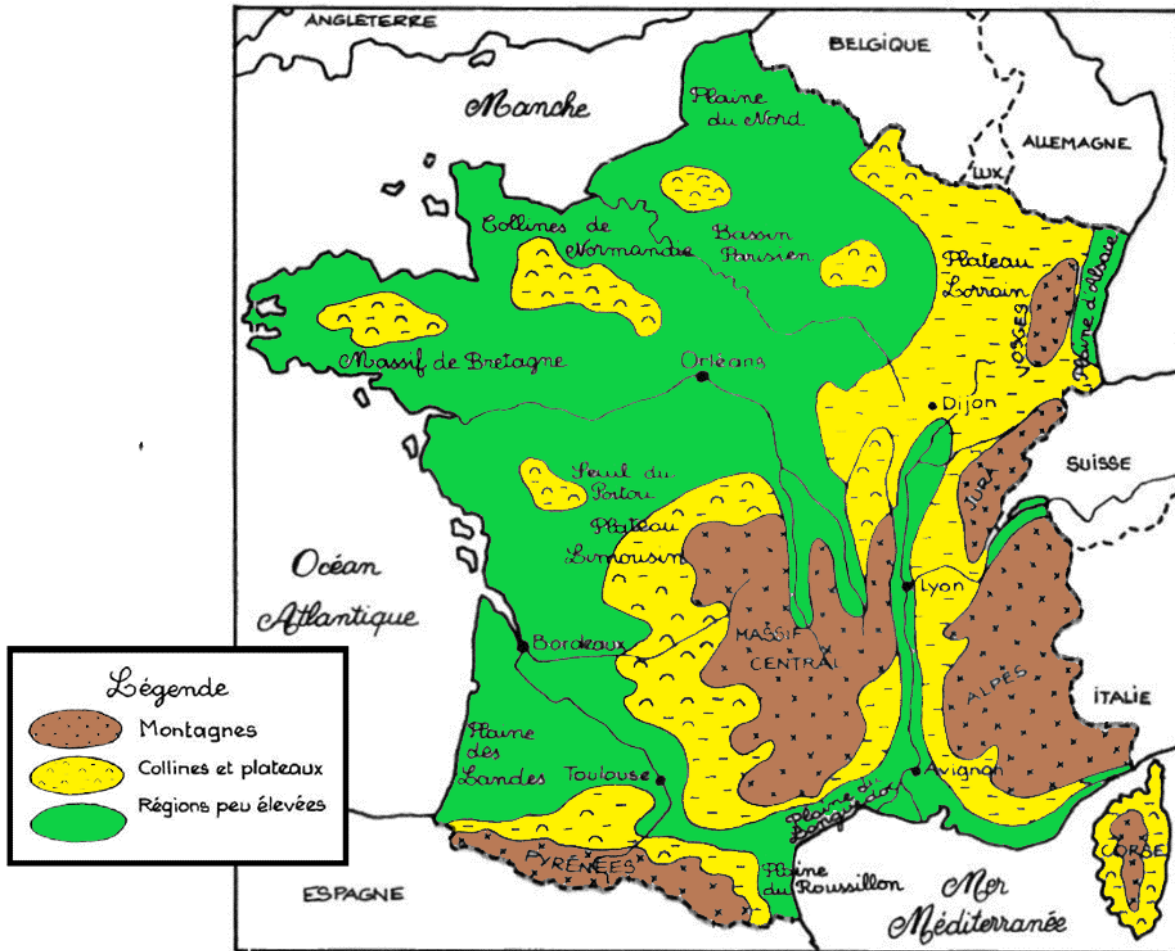 ANGLETERRE
BELGIQUE
Manche
Plaine
du Nord
ALLEMAGNE
LUX
Collines de
Normandie
Bassin
Parisien
Plateau
Lorrain
VOSGES
Plaine d'Alsace
Massif de Bretagne
Orléans
Dijon
Seuil du
Poitou
SUISSE
JURA
Plateau
Limousin
Océan
Atlantique
Lyon
Bordeaux
MASSIF
CENTRAL
ALPES
ITALIE
Légende
Montagnes
Collines et plateaux
Régions peu élevées
Plaine
des
Landes
Toulouse
Avignon
Plaine du
Languedoc
PYRÉNÉES
Plaine
du Roussillon
CORSE
ESPAGNE
Mer
Méditerranée